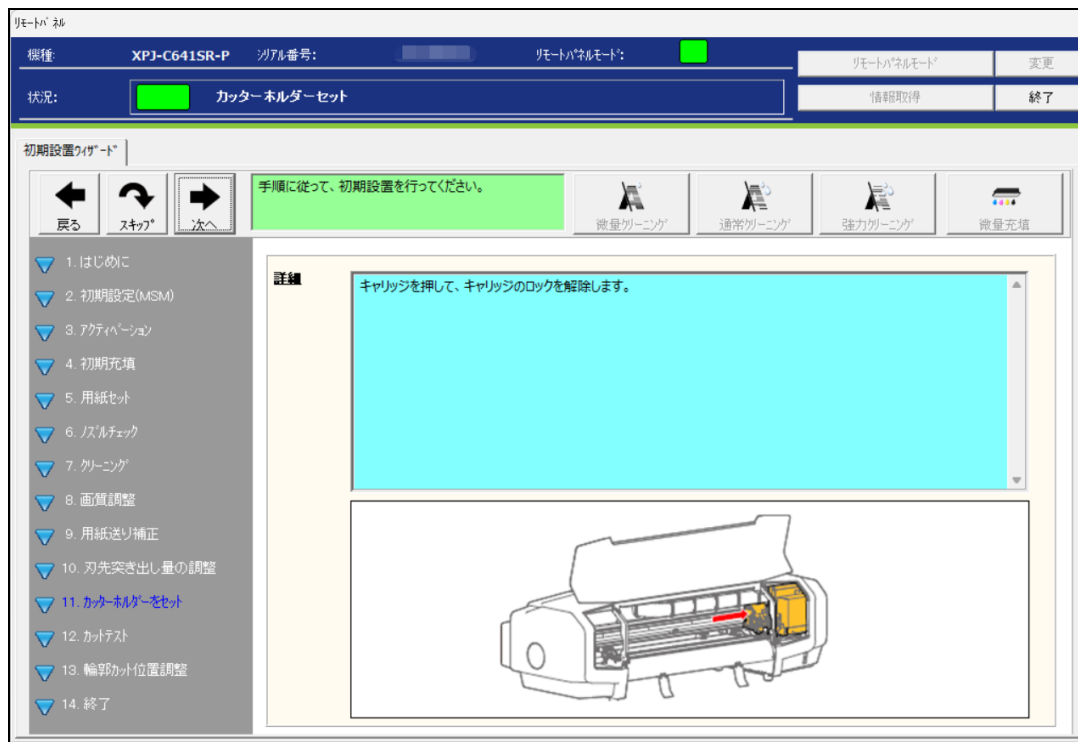 リモートパネル
機種: XPJ-C641SR-P シリアル番号: リモートパネルモード: リモートパネルモード 変更
状況: カッターホルダーセット 情報取得 終了
初期設置ウィザード
手順に従って、初期設置を行ってください。
戻る スキップ 次へ 微量クリーニング 通常クリーニング 強力クリーニング 微量充填
1. はじめに
2. 初期設定(MSM)
3. アクティベーション
4. 初期充填
5. 用紙セット
6. ノズルチェック
7. クリーニング
8. 画質調整
9. 用紙送り補正
10. 刃先突き出し量の調整
11. カッターホルダーをセット
12. カットテスト
13. 輪郭カット位置調整
14. 終了
詳細
キャリッジを押して、キャリッジのロックを解除します。